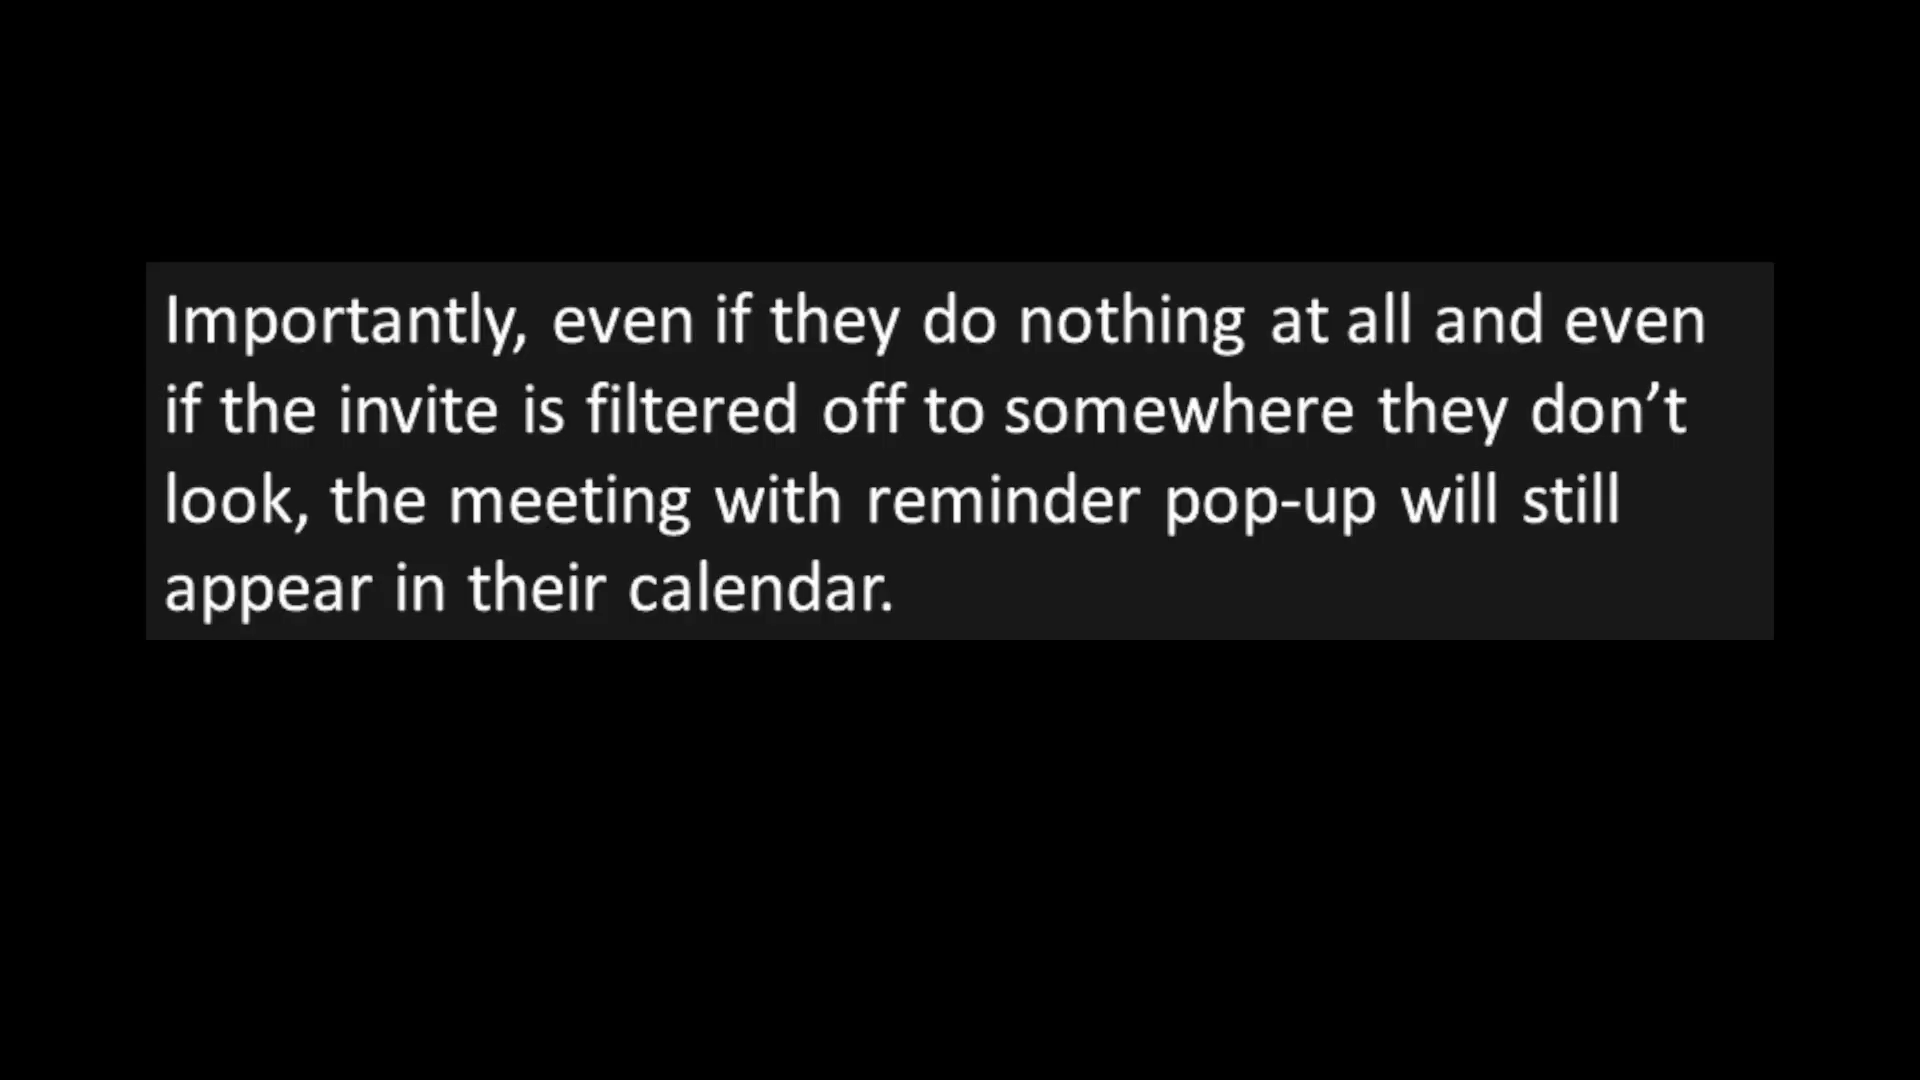 Importantly, even if they do nothing at all and even
if the invite is filtered off to somewhere they don’t
look, the meeting with reminder pop-up will still
appear in their calendar.